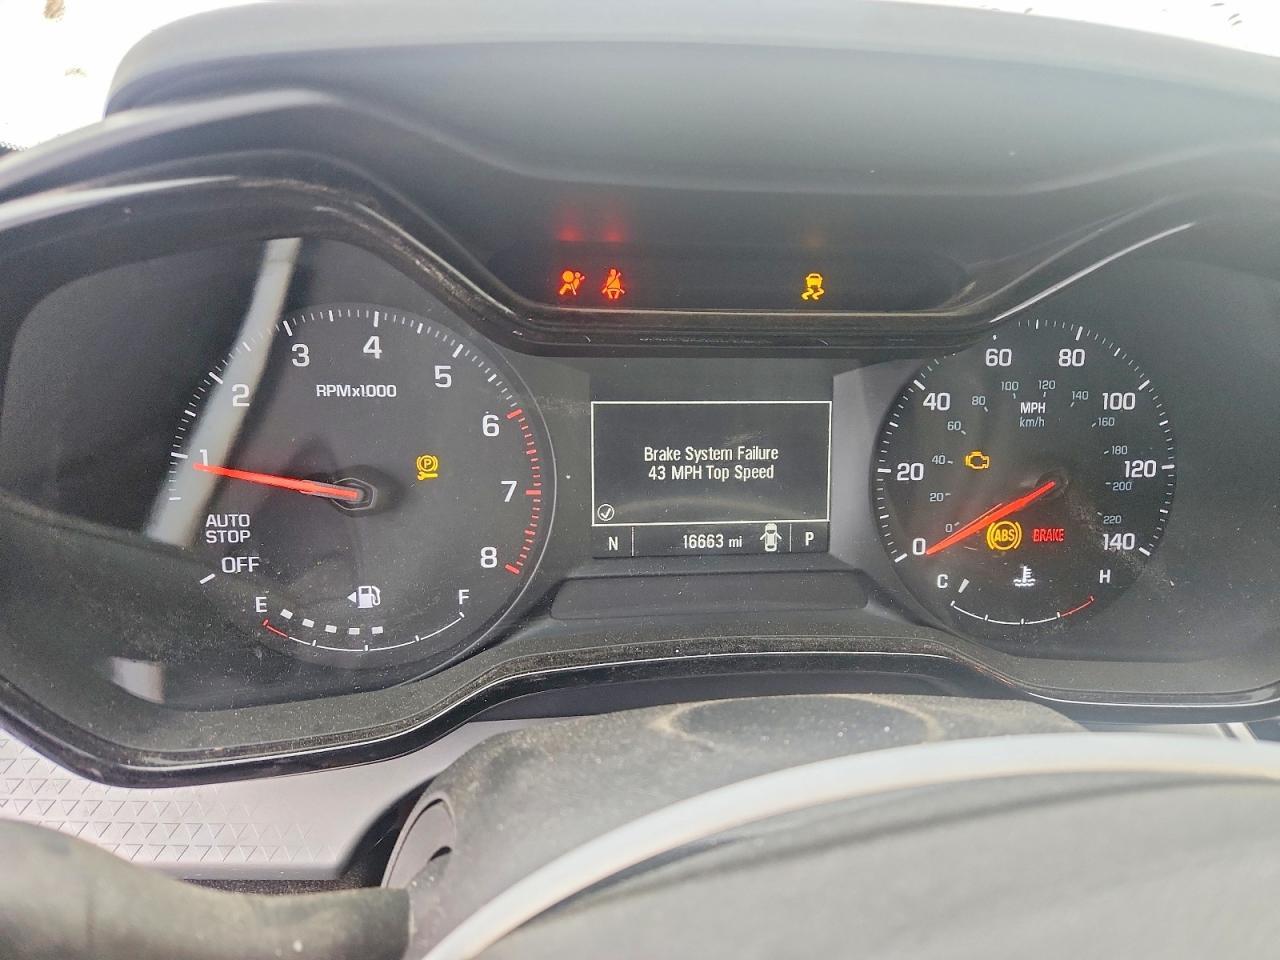 1
2
3
4
5
6
7
8
RPMx1000
P
AUTO
STOP
OFF
E
F
Brake System Failure
43 MPH Top Speed
N
16663 mi
P
0
20
40
60
80
100
120
140
MPH
km/h
0
20
40
60
80
100
120
140
160
180
200
220
ABS
BRAKE
C
H